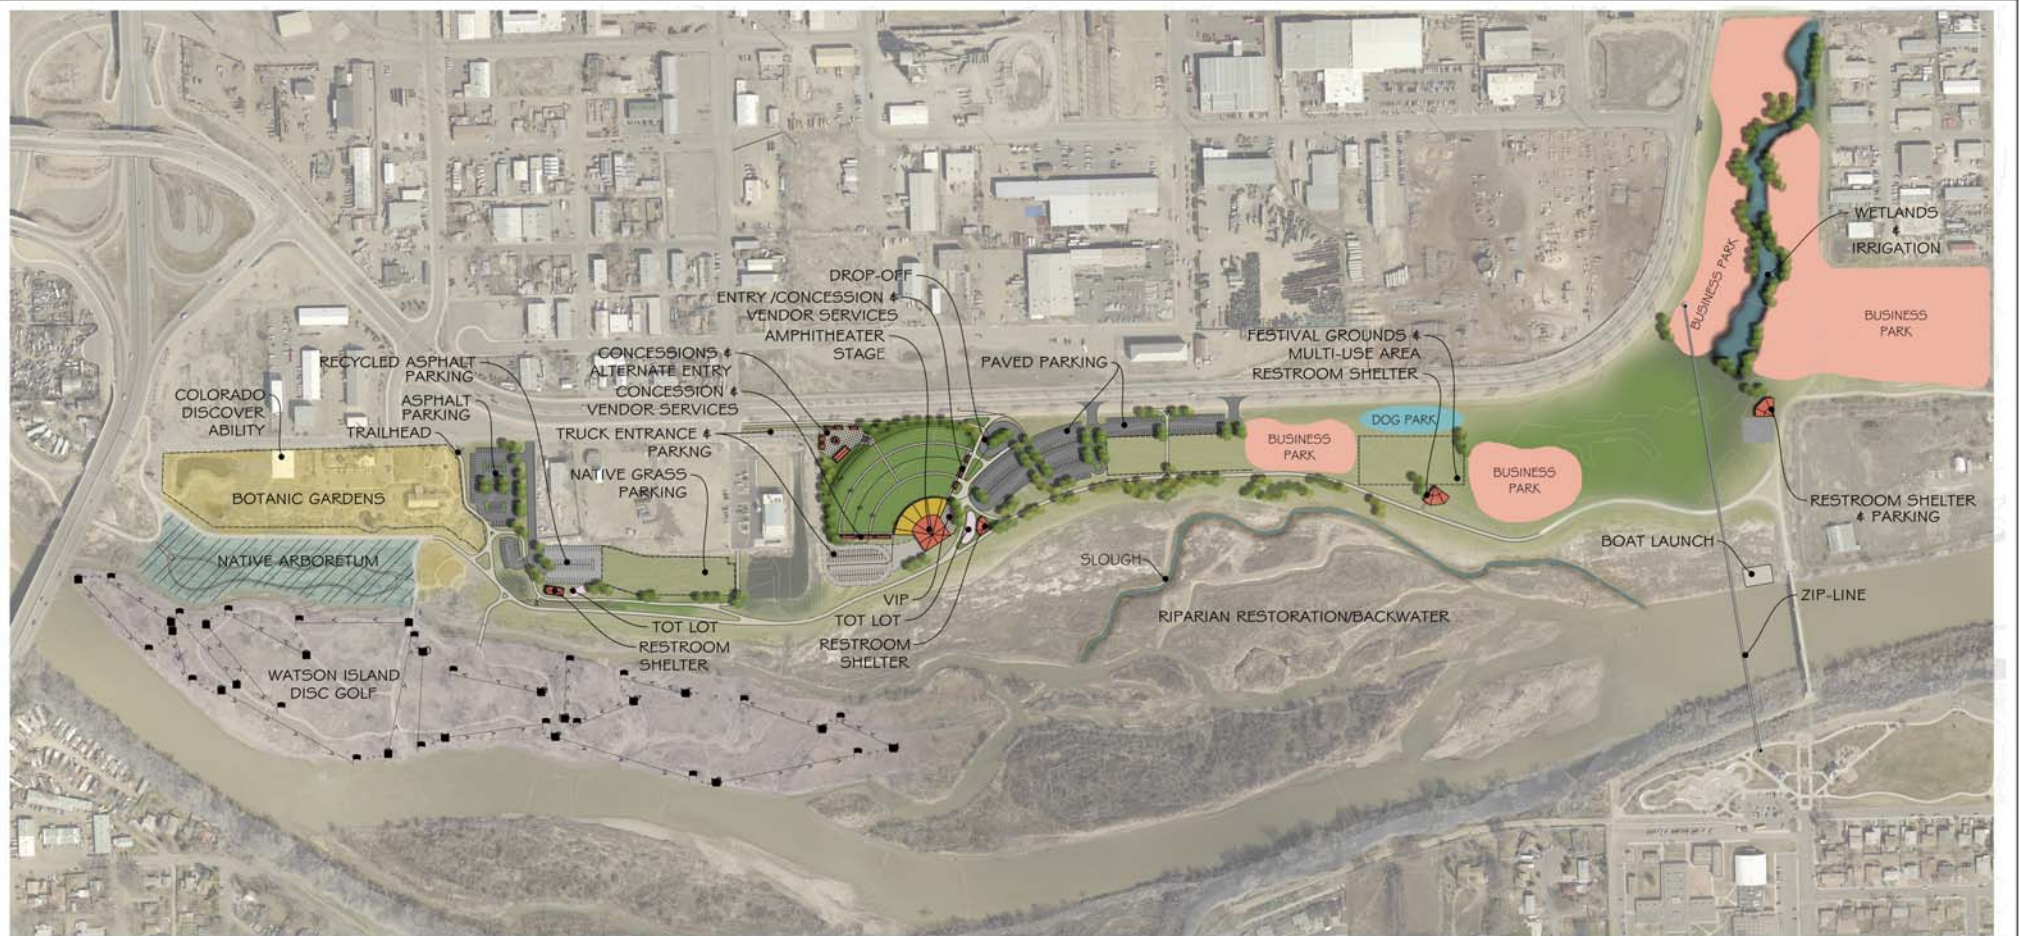 WETLANDS
&
IRRIGATION
BUSINESS PARK
BUSINESS
PARK
DROP-OFF
ENTRY /CONCESSION &
VENDOR SERVICES
AMPHITHEATER
STAGE
CONCESSIONS &
ALTERNATE ENTRY
CONCESSION &
VENDOR SERVICES
TRUCK ENTRANCE &
PARKNG
NATIVE GRASS
PARKING
RECYCLED ASPHALT
PARKING
ASPHALT
PARKING
TRAILHEAD
COLORADO
DISCOVER
ABILITY
BOTANIC GARDENS
NATIVE ARBORETUM
PAVED PARKING
FESTIVAL GROUNDS &
MULTI-USE AREA
RESTROOM SHELTER
DOG PARK
BUSINESS
PARK
BUSINESS
PARK
RESTROOM SHELTER
& PARKING
BOAT LAUNCH
ZIP-LINE
SLOUGH
RIPARIAN RESTORATION/BACKWATER
VIP
TOT LOT
RESTROOM
SHELTER
TOT LOT
RESTROOM
SHELTER
WATSON ISLAND
DISC GOLF